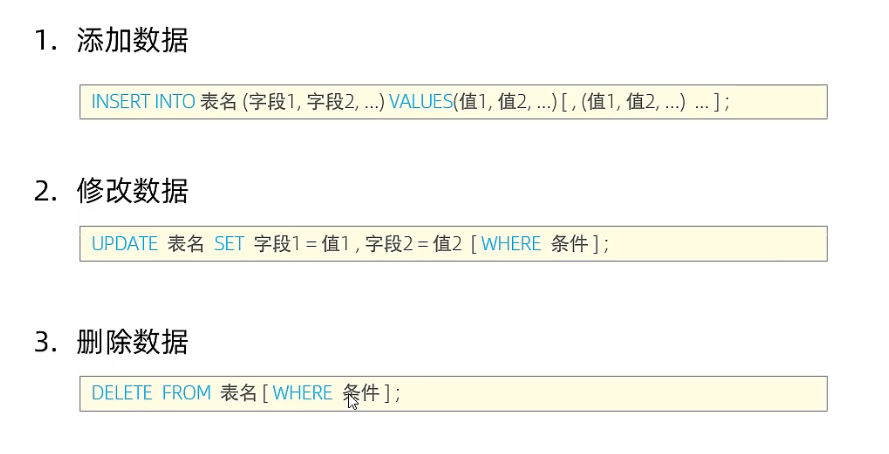 1. 添加数据
INSERT INTO 表名 (字段1, 字段2, ...) VALUES(值1, 值2, ...) [ , (值1, 值2, ...) ... ] ;
2. 修改数据
UPDATE 表名 SET 字段1 = 值1 , 字段2 = 值2 [ WHERE 条件 ] ;
3. 删除数据
DELETE FROM 表名 [ WHERE 条件 ] ;